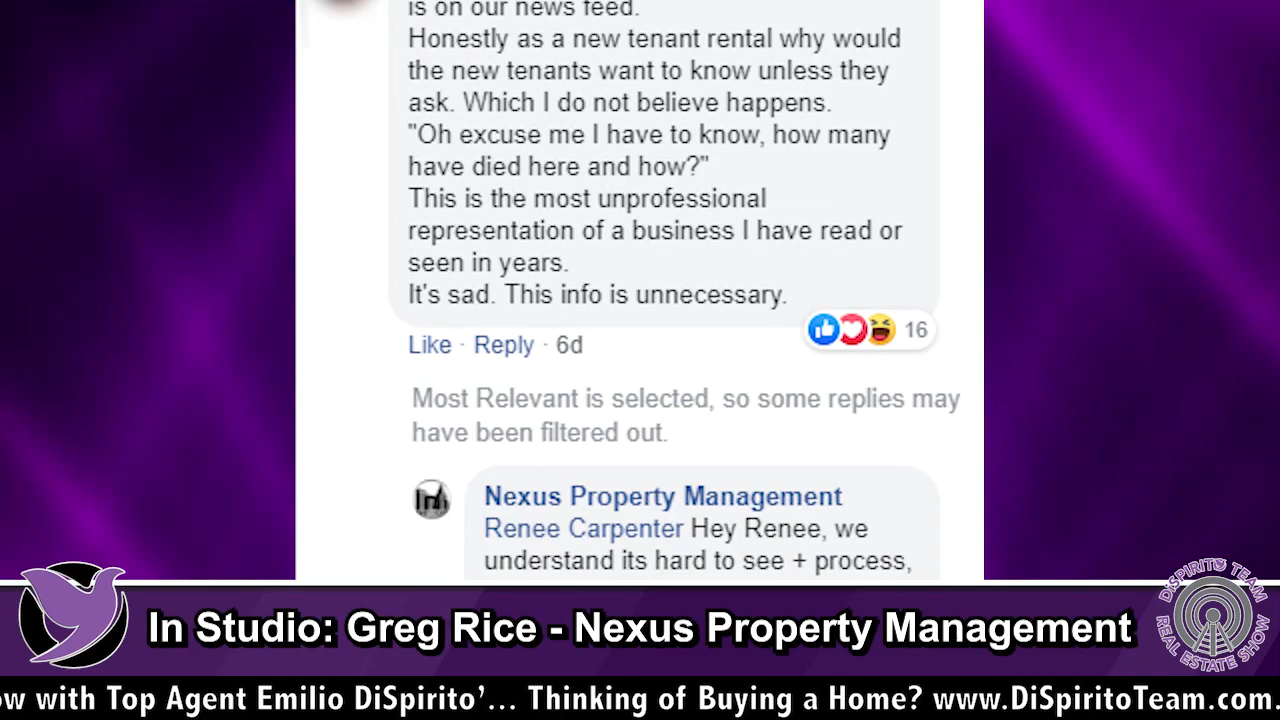 is on our news feed.
Honestly as a new tenant rental why would
the new tenants want to know unless they
ask. Which I do not believe happens.
"Oh excuse me I have to know, how many
have died here and how?"
This is the most unprofessional
representation of a business I have read or
seen in years.
It's sad. This info is unnecessary.
16
Like · Reply · 6d
Most Relevant is selected, so some replies may
have been filtered out.
Nexus Property Management
Renee Carpenter Hey Renee, we
understand its hard to see + process,
In Studio: Greg Rice - Nexus Property Management
DiSPIRITO TEAM
REAL ESTATE SHOW
ow with Top Agent Emilio DiSpirito'... Thinking of Buying a Home? www.DiSpiritoTeam.com.